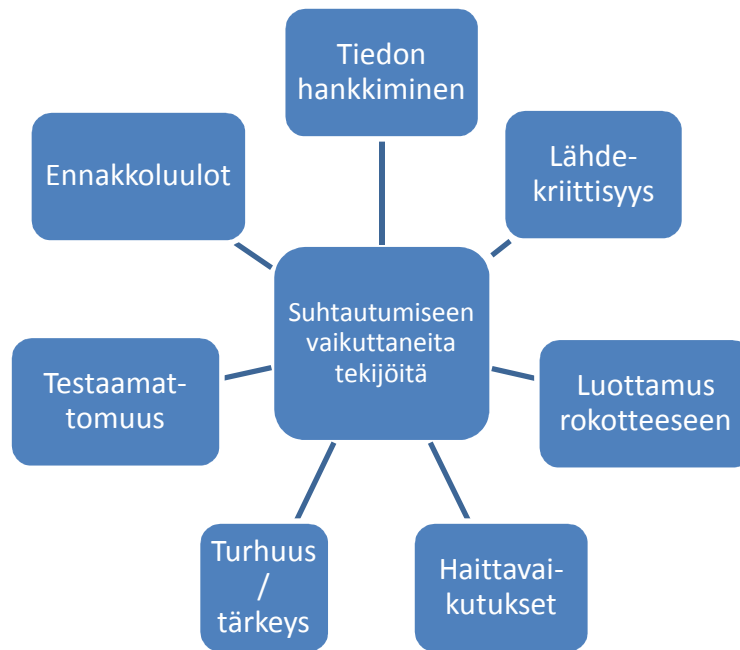 Tiedon
hankkiminen
Lähde-
kriittisyys
Luottamus
rokotteeseen
Haittavai-
kutukset
Turhuus
/
tärkeys
Testaamat-
tomuus
Ennakkoluulot
Suhtautumiseen
vaikuttaneita
tekijöitä